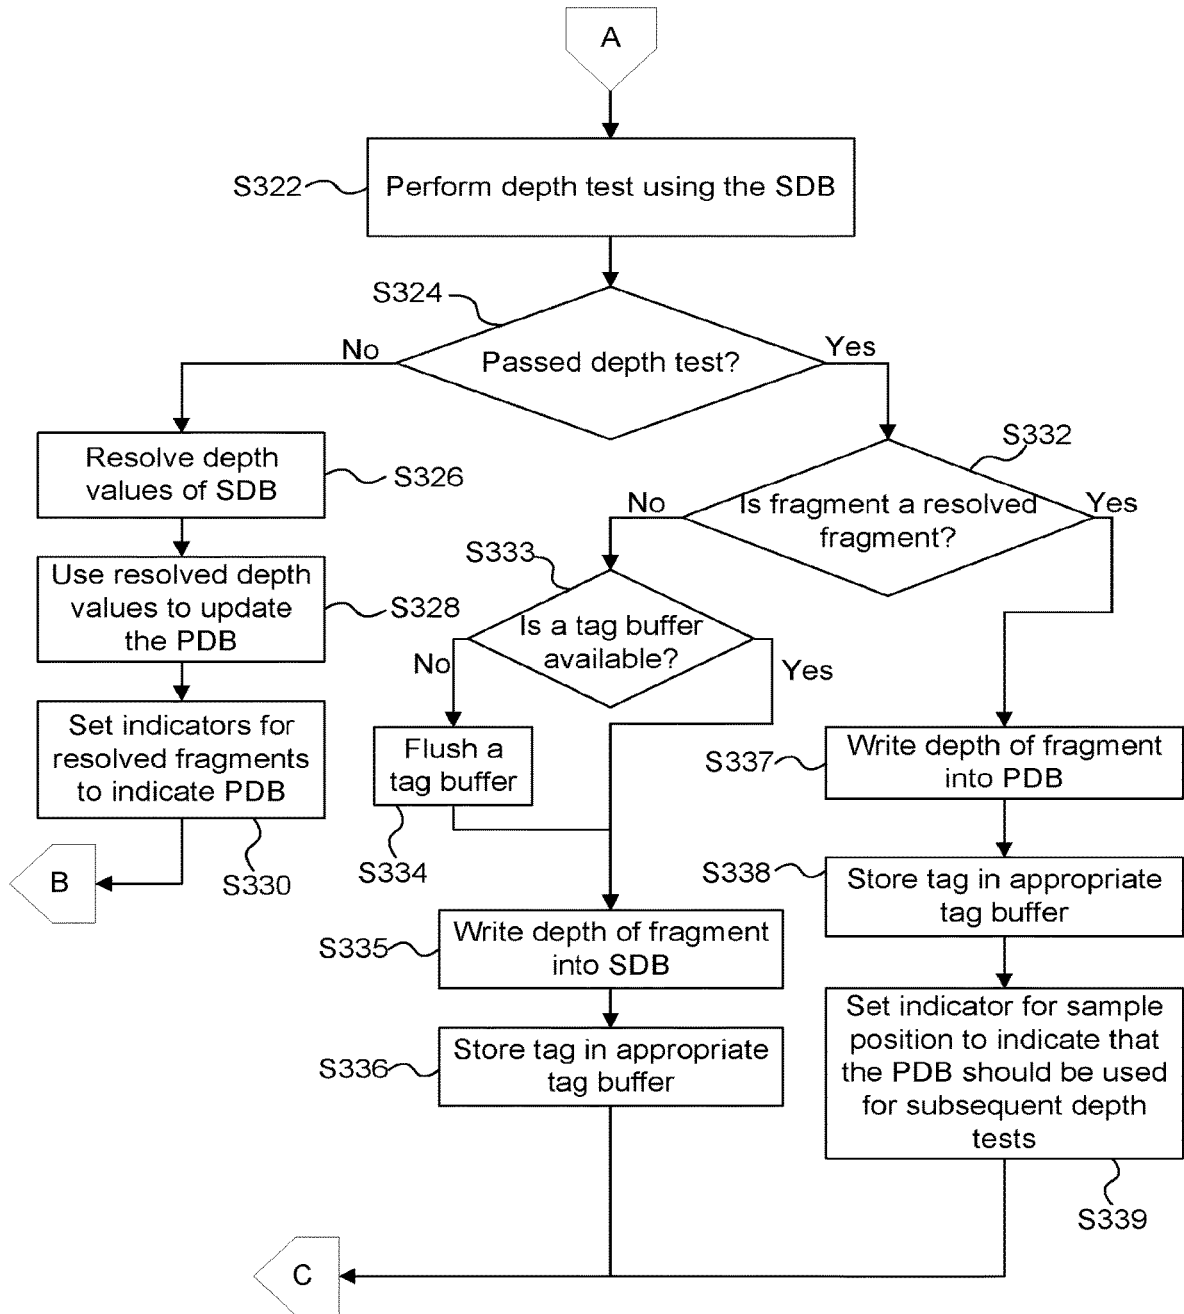 A
S322
Perform depth test using the SDB
S324
No
Passed depth test?
Yes
Resolve depth
values of SDB
S326
Use resolved depth
values to update
the PDB
S328
Set indicators for
resolved fragments
to indicate PDB
S330
B
S332
No
Is fragment a resolved
fragment?
Yes
S333
Is a tag buffer
available?
No
Yes
Flush a
tag buffer
S334
S335
Write depth of fragment
into SDB
S336
Store tag in appropriate
tag buffer
S337
Write depth of fragment
into PDB
S338
Store tag in appropriate
tag buffer
Set indicator for sample
position to indicate that
the PDB should be used
for subsequent depth
tests
S339
C